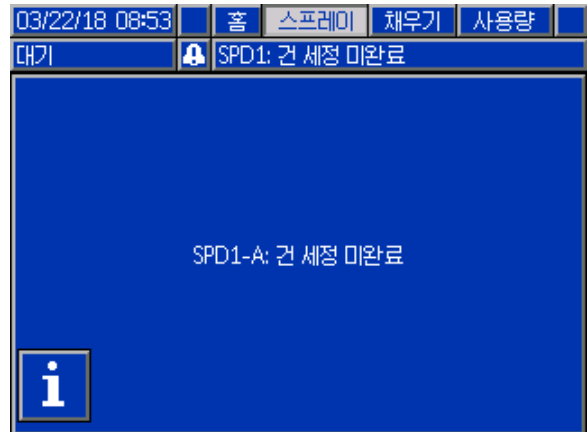 03/22/18 08:53 홈 스프레이 채우기 사용량
대기 SPD1: 건 세정 미완료
SPD1-A: 건 세정 미완료
i